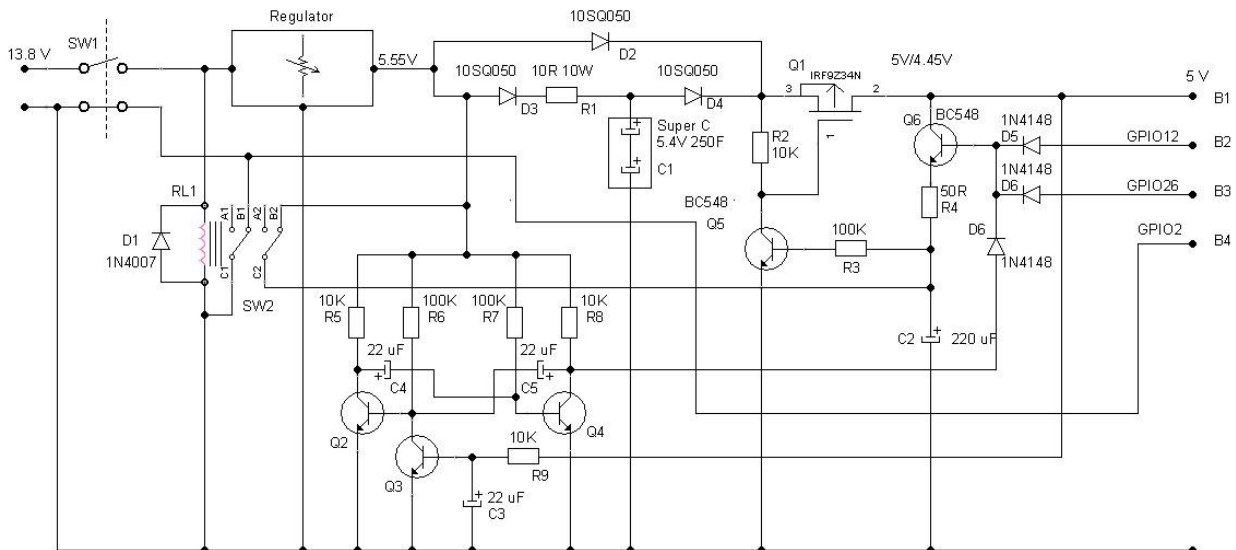 Regulator
10SQ050
D2
SW1
13.8 V
5.55V
10SQ050
D3
10R 10W
R1
10SQ050
D4
Q1
IRF9Z34N
3
2
1
5V/4.45V
5 V
B1
Super C
5.4V 250F
C1
R2
10K
Q6
BC548
D5
1N4148
GPIO12
B2
1N4148
D6
GPIO26
B3
50R
R4
RL1
A1
B1
A2
B2
C1
C2
SW2
D1
1N4007
BC548
Q5
100K
R3
D6
1N4148
GPIO2
B4
10K
R5
100K
R6
100K
R7
10K
R8
C2
220 uF
22 uF
C4
22 uF
C5
Q2
Q4
Q3
10K
R9
22 uF
C3